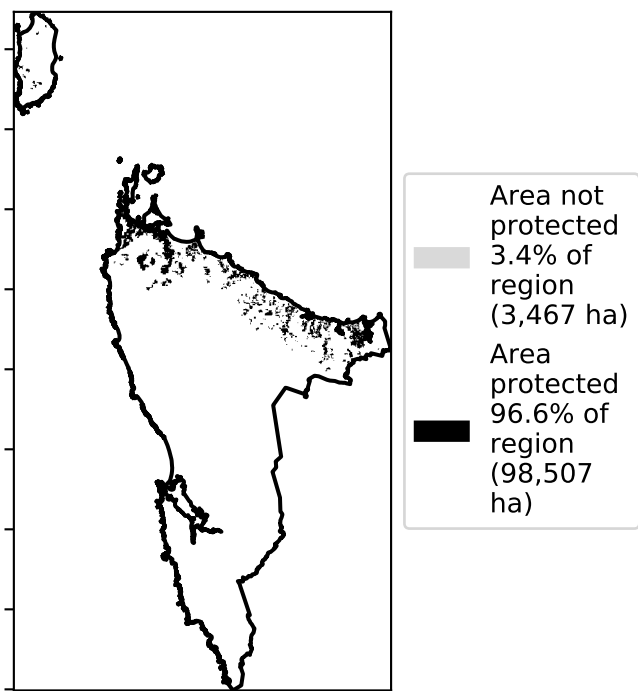 Area not
protected
3.4% of
region
(3,467 ha)
Area
protected
96.6% of
region
(98,507
ha)